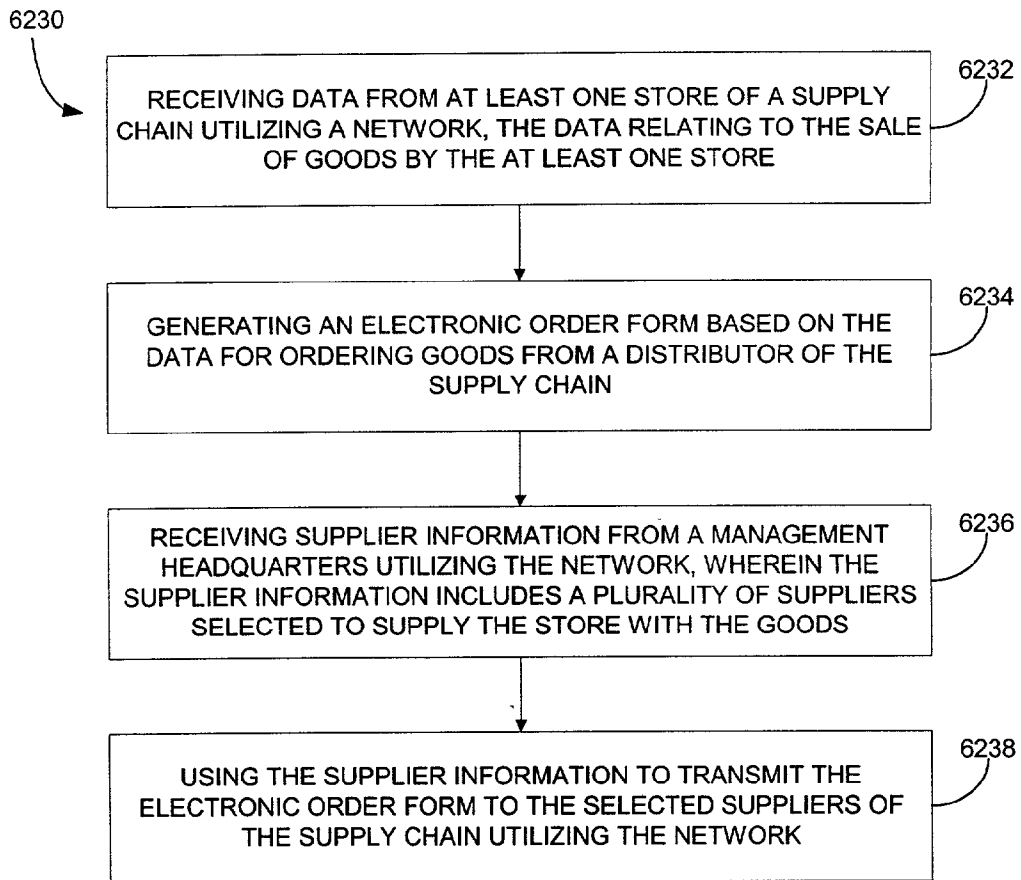 6230
6232
RECEIVING DATA FROM AT LEAST ONE STORE OF A SUPPLY
CHAIN UTILIZING A NETWORK, THE DATA RELATING TO THE SALE
OF GOODS BY THE AT LEAST ONE STORE
6234
GENERATING AN ELECTRONIC ORDER FORM BASED ON THE
DATA FOR ORDERING GOODS FROM A DISTRIBUTOR OF THE
SUPPLY CHAIN
6236
RECEIVING SUPPLIER INFORMATION FROM A MANAGEMENT
HEADQUARTERS UTILIZING THE NETWORK, WHEREIN THE
SUPPLIER INFORMATION INCLUDES A PLURALITY OF SUPPLIERS
SELECTED TO SUPPLY THE STORE WITH THE GOODS
6238
USING THE SUPPLIER INFORMATION TO TRANSMIT THE
ELECTRONIC ORDER FORM TO THE SELECTED SUPPLIERS OF
THE SUPPLY CHAIN UTILIZING THE NETWORK